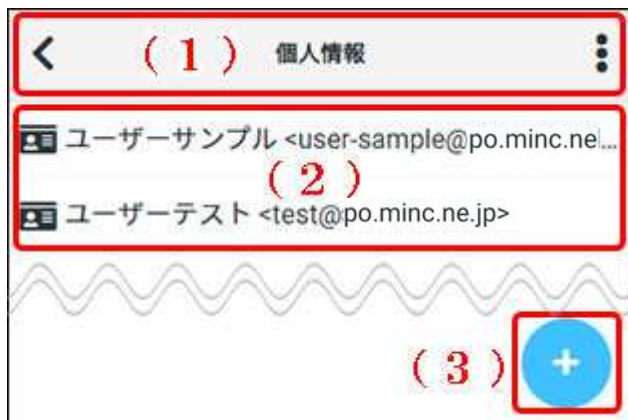 （１） 個人情報
ユーザーサンプル <user-sample@po.minc.ne...
（２）
ユーザーテスト <test@po.minc.ne.jp>
（３） +